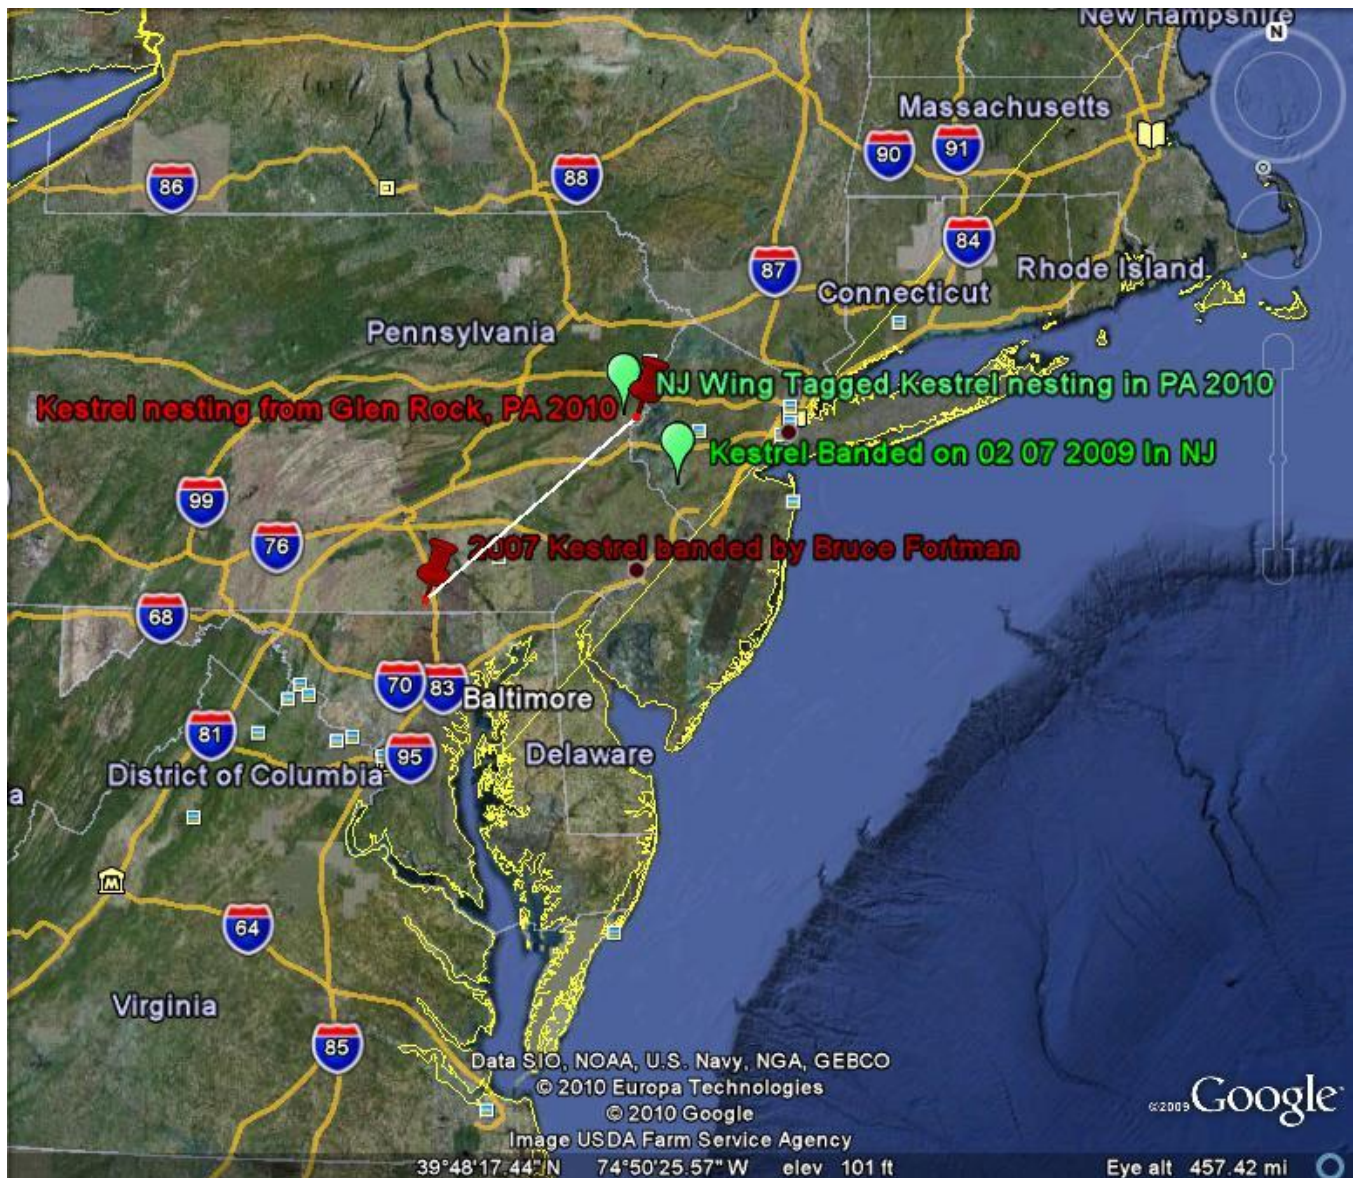 New Hampshire
N
Massachusetts
90
91
86
88
84
87
Rhode Island
Connecticut
Pennsylvania
NJ Wing Tagged Kestrel nesting in PA 2010
Kestrel nesting from Glen Rock, PA 2010
Kestrel Banded on 02 07 2009 In NJ
99
76
2007 Kestrel banded by Bruce Fortman
68
70
83
Baltimore
81
95
Delaware
District of Columbia
a
64
Virginia
85
Data SIO, NOAA, U.S. Navy, NGA, GEBCO
© 2010 Europa Technologies
© 2010 Google
Image USDA Farm Service Agency
©2009 Google
39°48'17.44" N 74°50'25.57" W elev 101 ft
Eye alt 457.42 mi